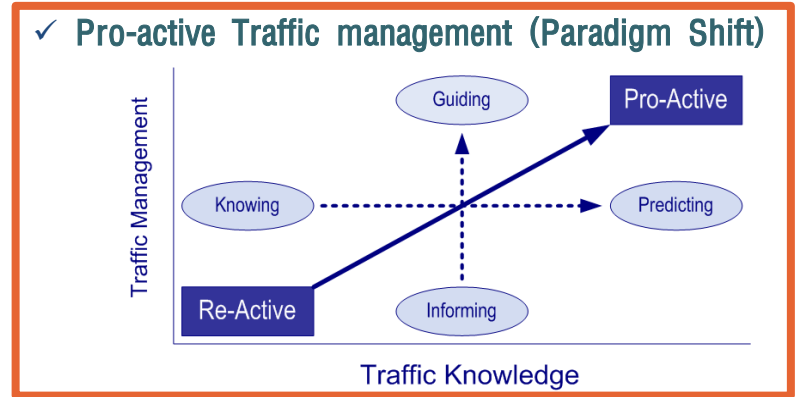 ✓ Pro-active Traffic management (Paradigm Shift)
Traffic Management
Guiding
Pro-Active
Knowing
Predicting
Re-Active
Informing
Traffic Knowledge